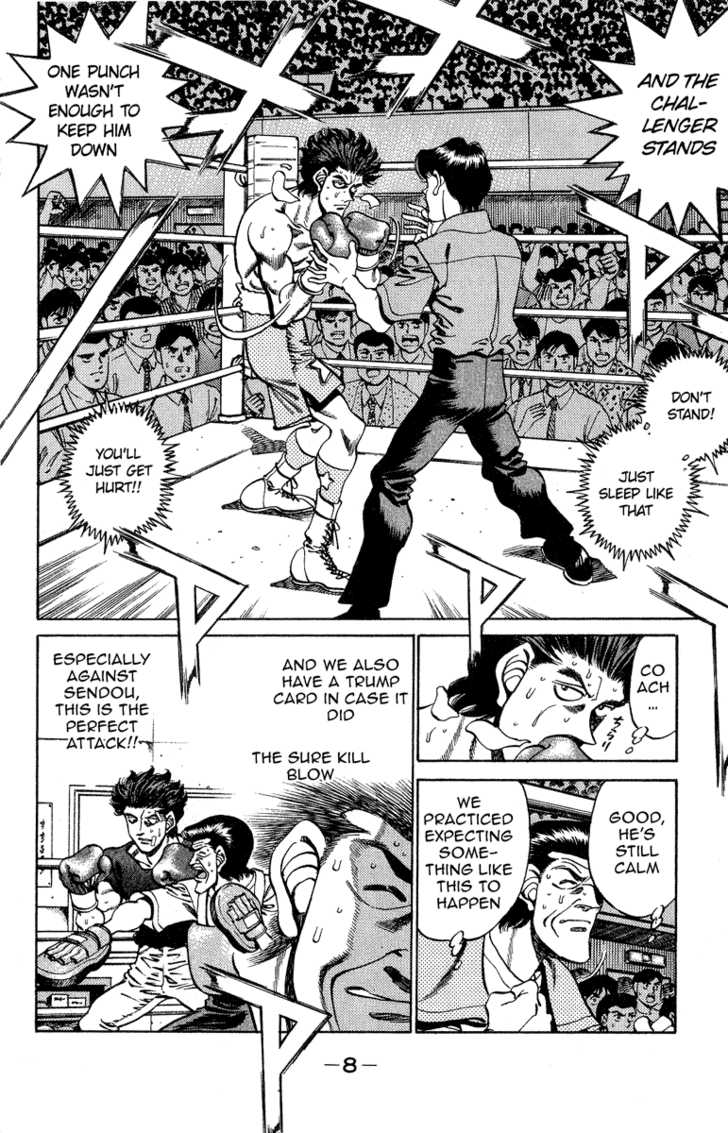 AND THE
CHAL-
LENGER
STANDS
ONE PUNCH
WASN'T
ENOUGH TO
KEEP HIM
DOWN
DON'T
STAND!
JUST
SLEEP LIKE
THAT
YOU'LL
JUST GET
HURT!!
CO
ACH
...
ちらり
GOOD,
HE'S
STILL
CALM
WE
PRACTICED
EXPECTING
SOME-
THING LIKE
THIS TO
HAPPEN
AND WE ALSO
HAVE A TRUMP
CARD IN CASE IT
DID
THE SURE KILL
BLOW
ESPECIALLY
AGAINST
SENDOU,
THIS IS THE
PERFECT
ATTACK!!
—8—